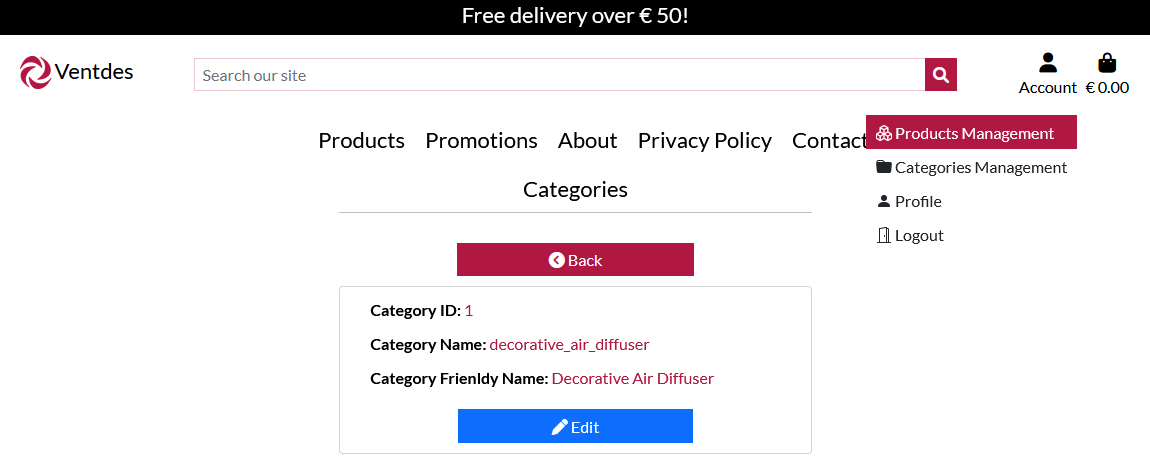 Free delivery over € 50!
Ventdes
Search our site
Account
€ 0.00
Products Promotions About Privacy Policy Contact
Products Management
Categories Management
Profile
Logout
Categories
Back
Category ID: 1
Category Name: decorative_air_diffuser
Category Frienldy Name: Decorative Air Diffuser
Edit